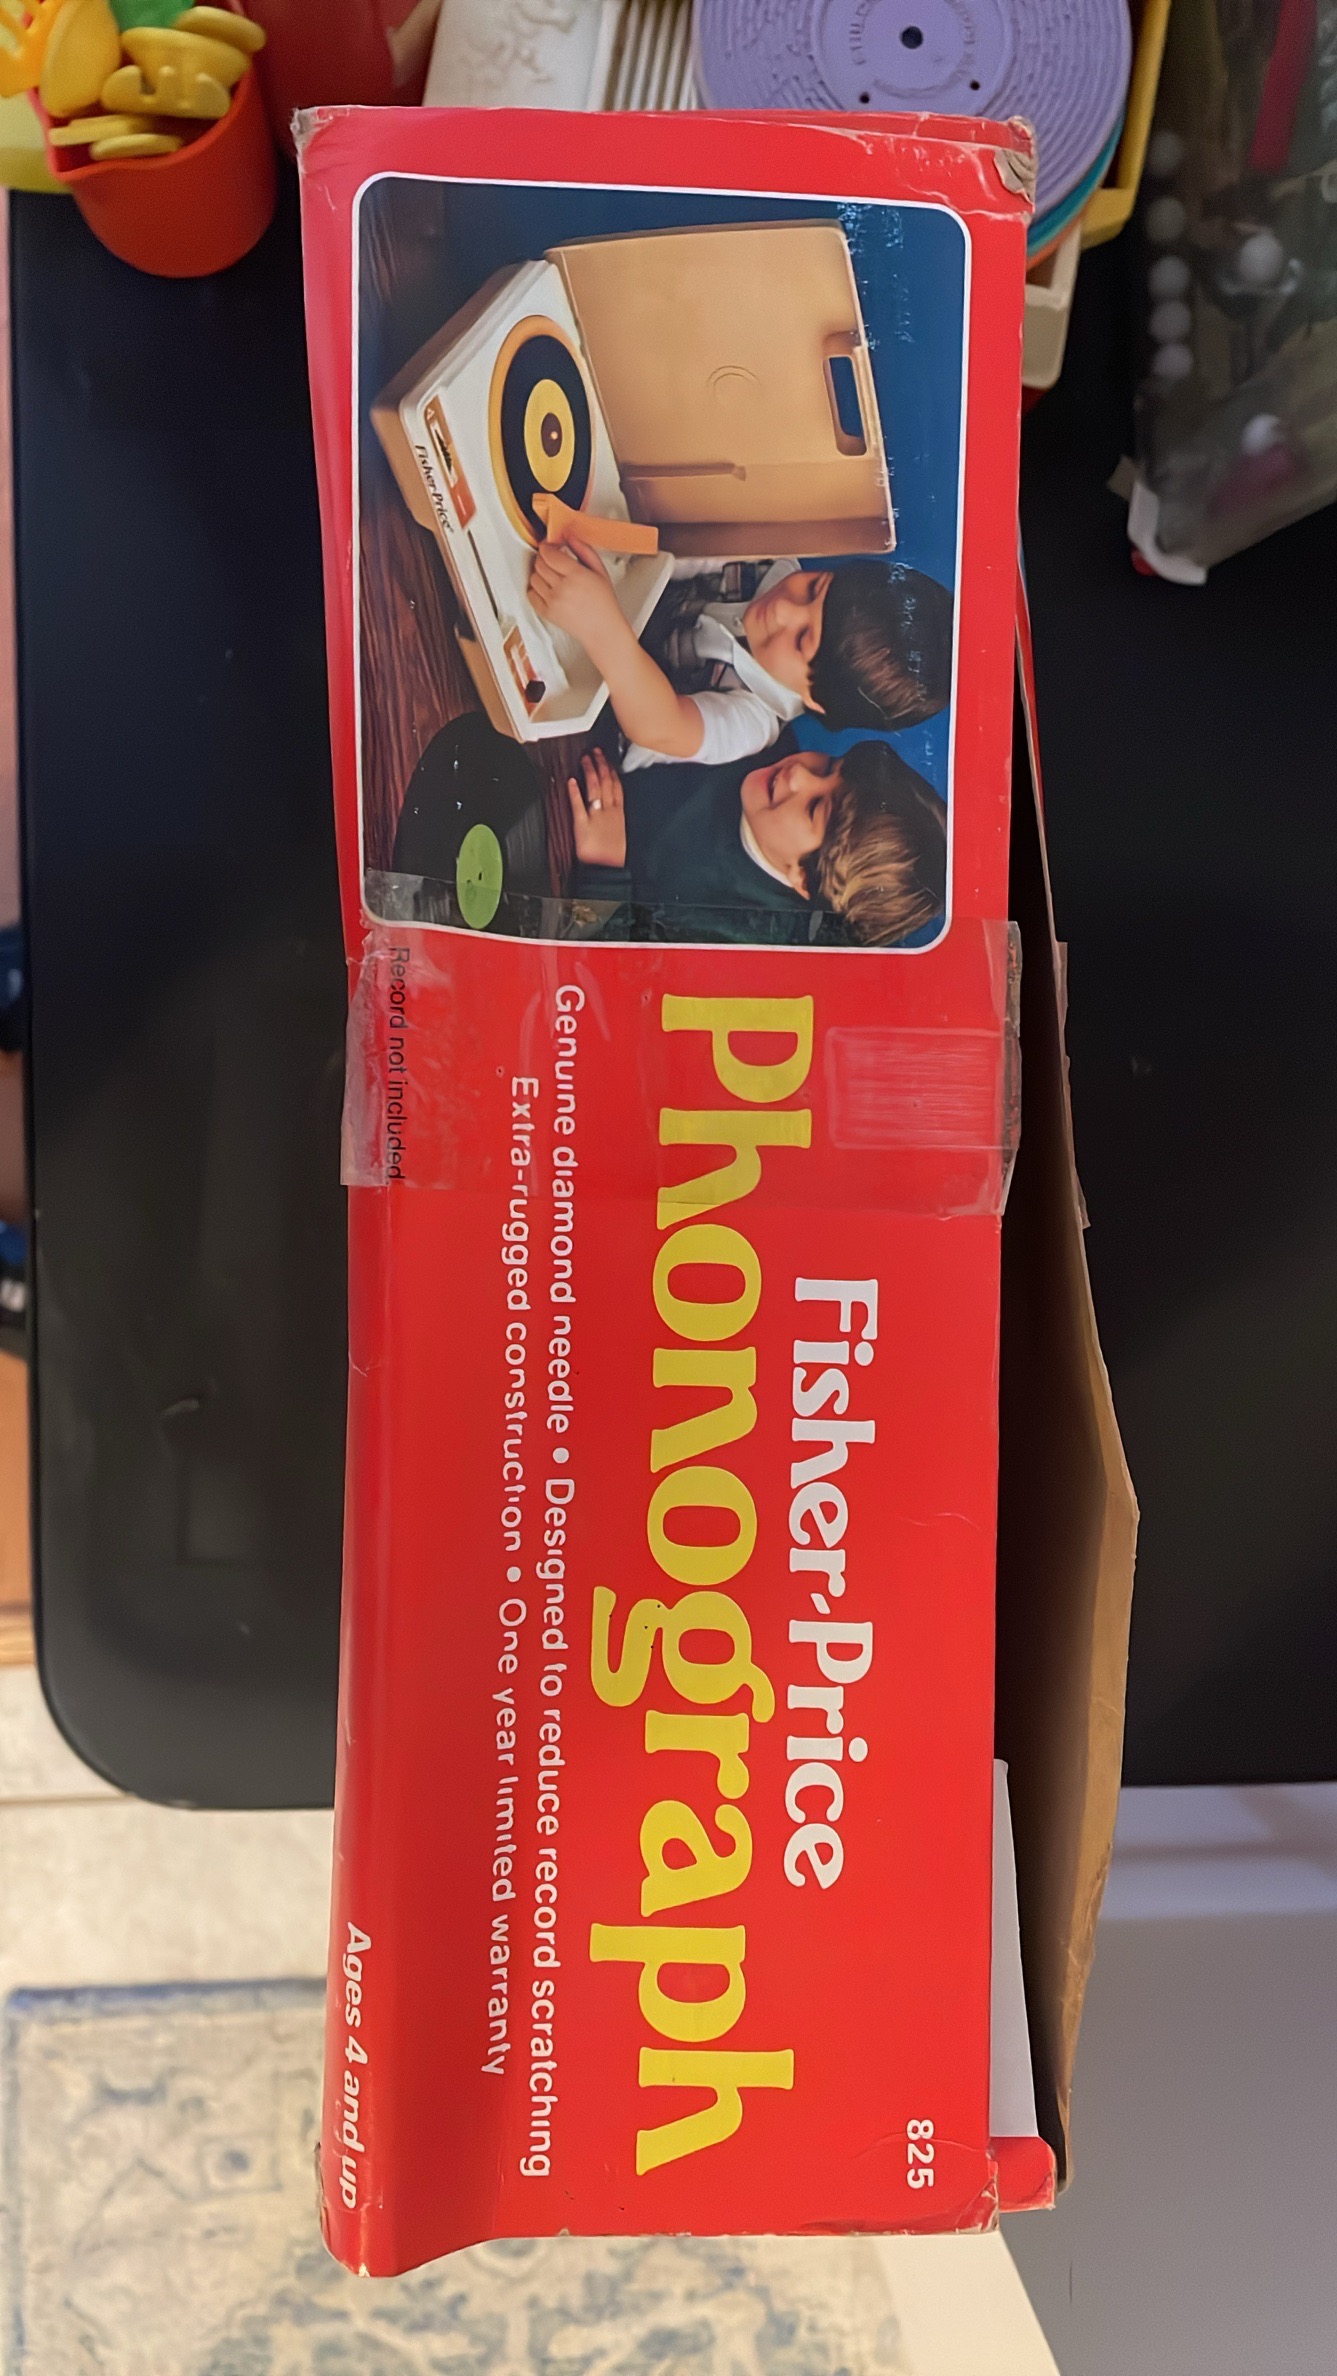 825
Fisher-Price
Phonograph
Genuine diamond needle • Designed to reduce record scratching
Extra-rugged construction • One year limited warranty
Fisher-Price
Record not included
Ages 4 and up